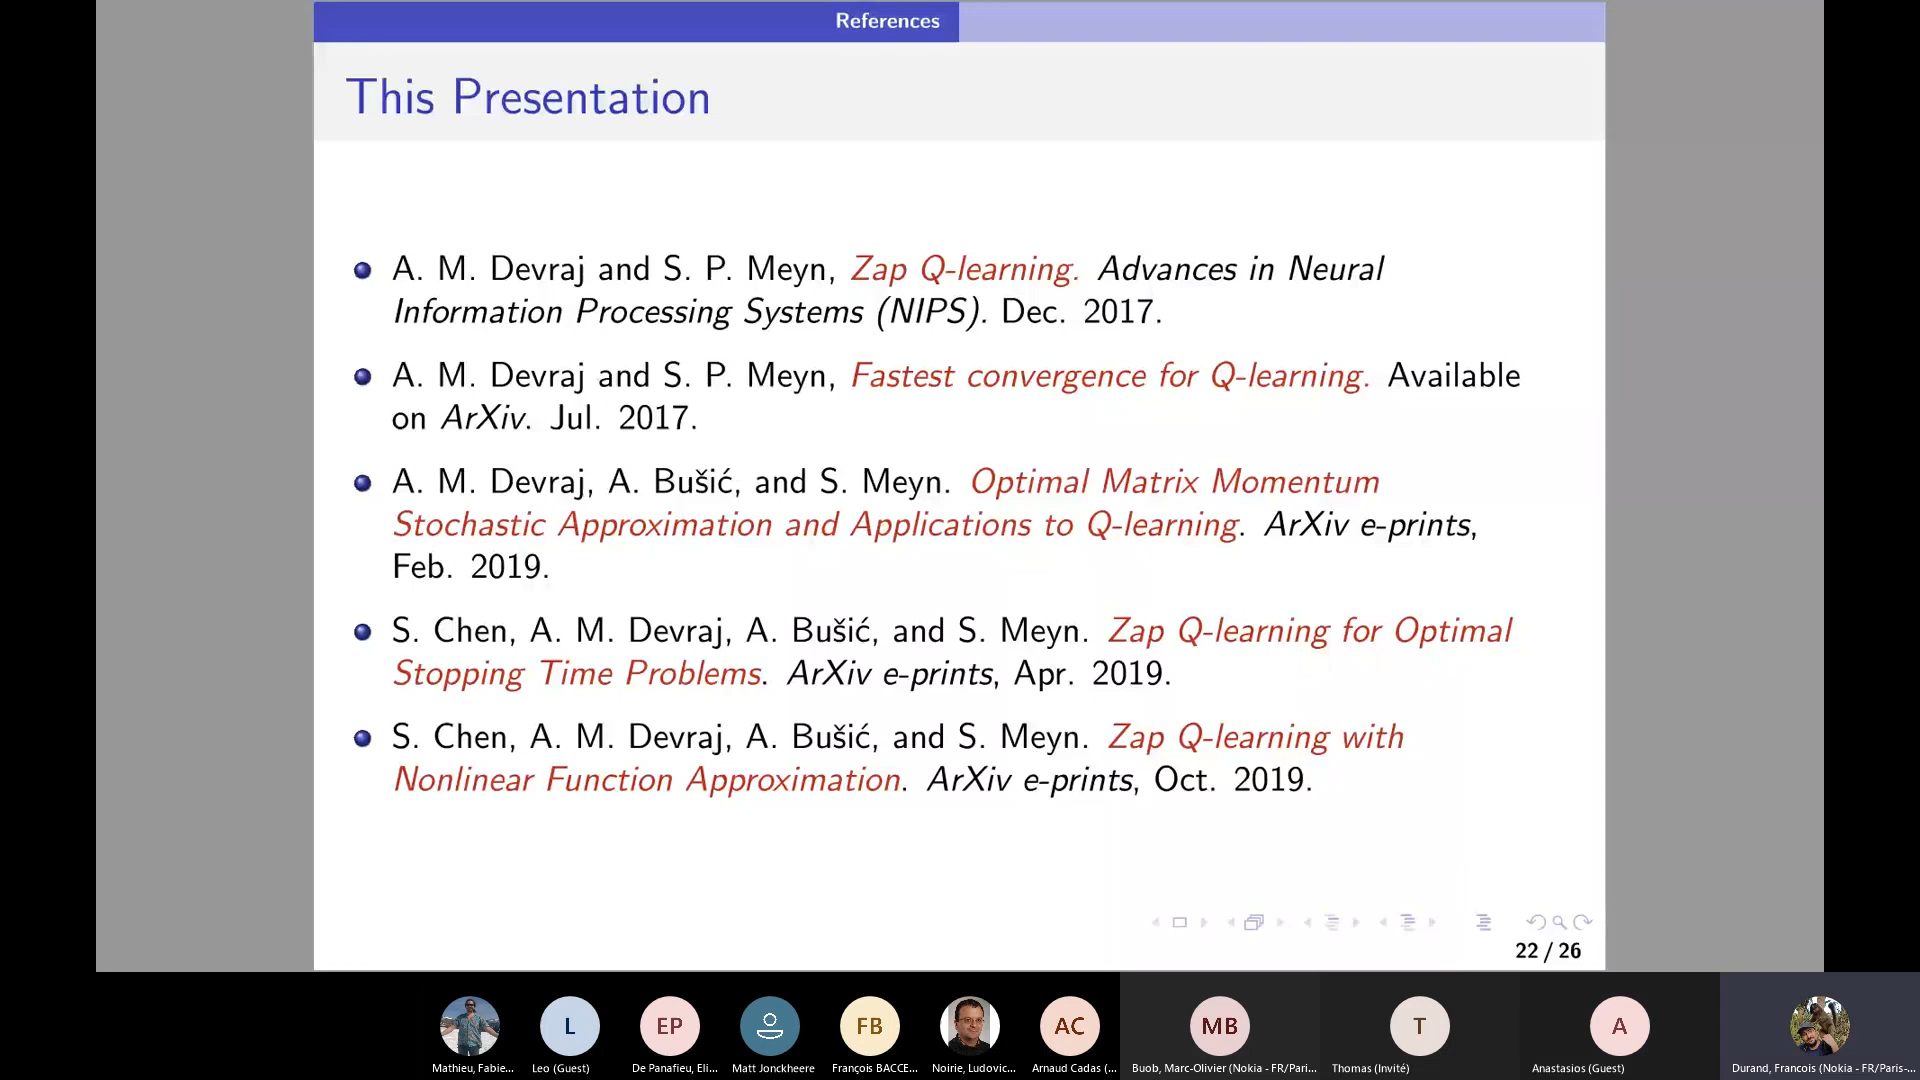 References
This Presentation
A. M. Devraj and S. P. Meyn, Zap Q-learning. Advances in Neural
Information Processing Systems (NIPS). Dec. 2017.
A. M. Devraj and S. P. Meyn, Fastest convergence for Q-learning. Available
on ArXiv. Jul. 2017.
A. M. Devraj, A. Bušić, and S. Meyn. Optimal Matrix Momentum
Stochastic Approximation and Applications to Q-learning. ArXiv e-prints,
Feb. 2019.
S. Chen, A. M. Devraj, A. Bušić, and S. Meyn. Zap Q-learning for Optimal
Stopping Time Problems. ArXiv e-prints, Apr. 2019.
S. Chen, A. M. Devraj, A. Bušić, and S. Meyn. Zap Q-learning with
Nonlinear Function Approximation. ArXiv e-prints, Oct. 2019.
22 / 26
L EP FB AC MB T A
Mathieu, Fabie... Leo (Guest) De Panafieu, Eli... Matt Jonckheere François BACCE... Noirie, Ludovic... Arnaud Cadas (... Buob, Marc-Olivier (Nokia - FR/Pari... Thomas (Invité) Anastasios (Guest) Durand, Francois (Nokia - FR/Paris-...